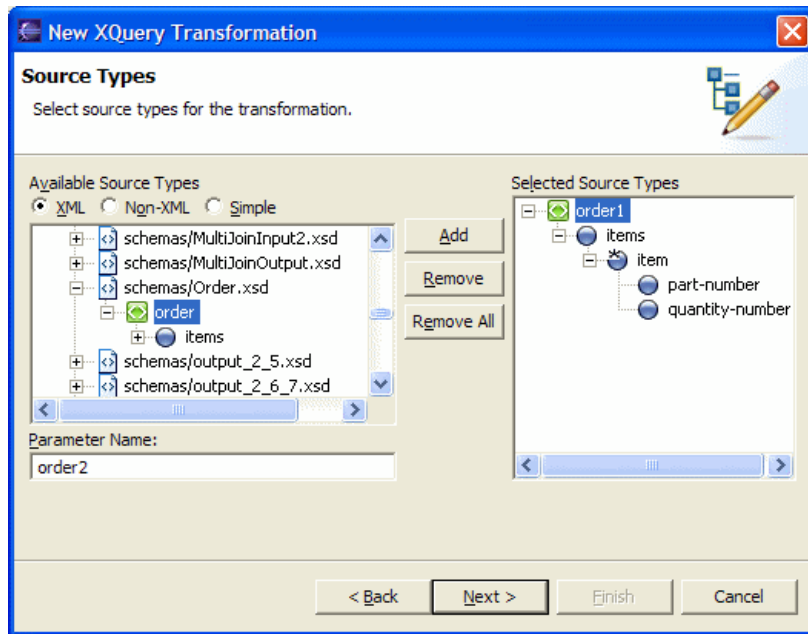 New XQuery Transformation
Source Types
Select source types for the transformation.
Available Source Types
XML Non-XML Simple
schemas/MultiJoinInput2.xsd
schemas/MultiJoinOutput.xsd
schemas/Order.xsd
order
items
schemas/output_2_5.xsd
schemas/output_2_6_7.xsd
Parameter Name:
order2
Add
Remove
Remove All
Selected Source Types
order1
items
item
part-number
quantity-number
< Back Next > Finish Cancel